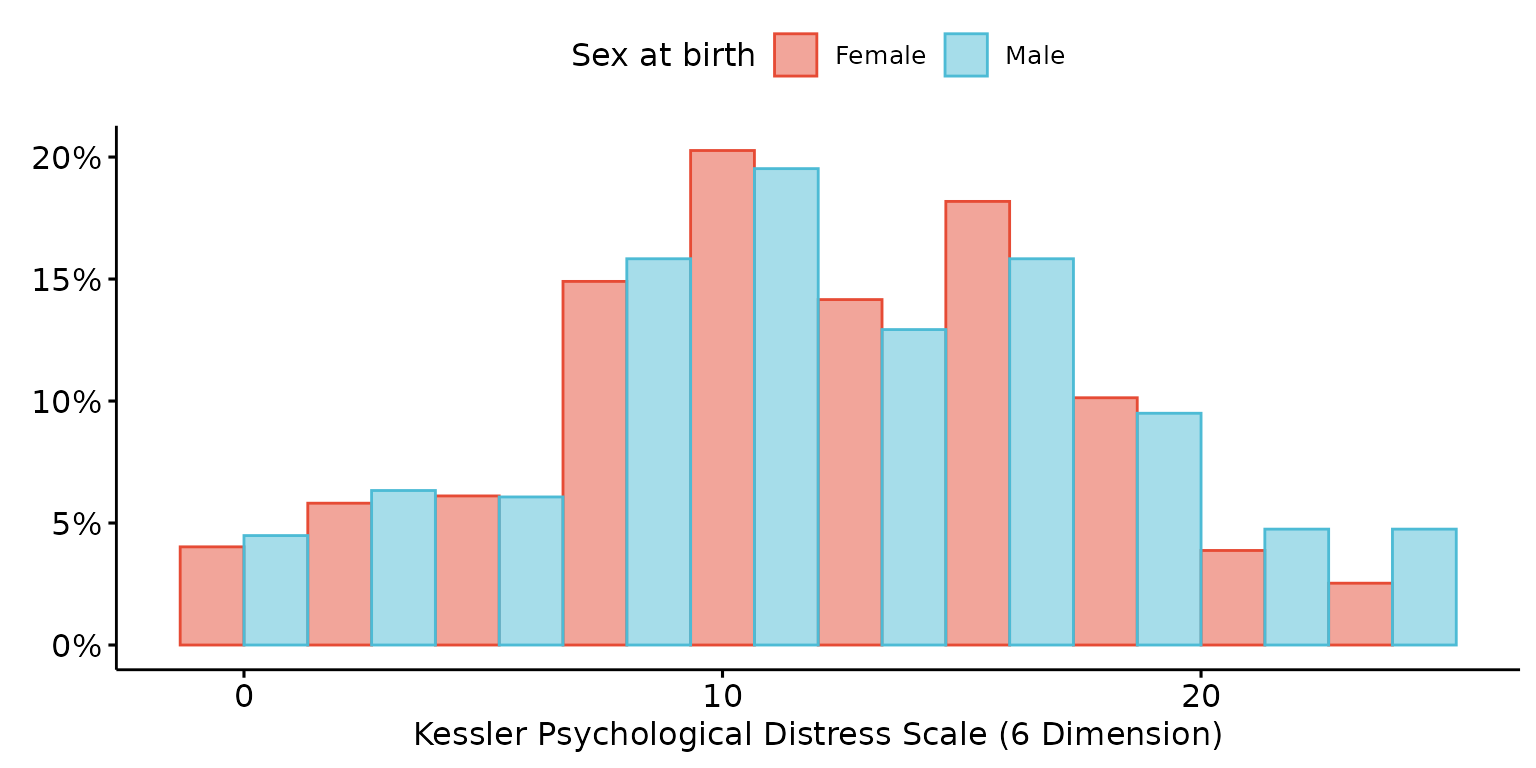 Sex at birth Female Male
20%
15%
10%
5%
0%
0 10 20
Kessler Psychological Distress Scale (6 Dimension)